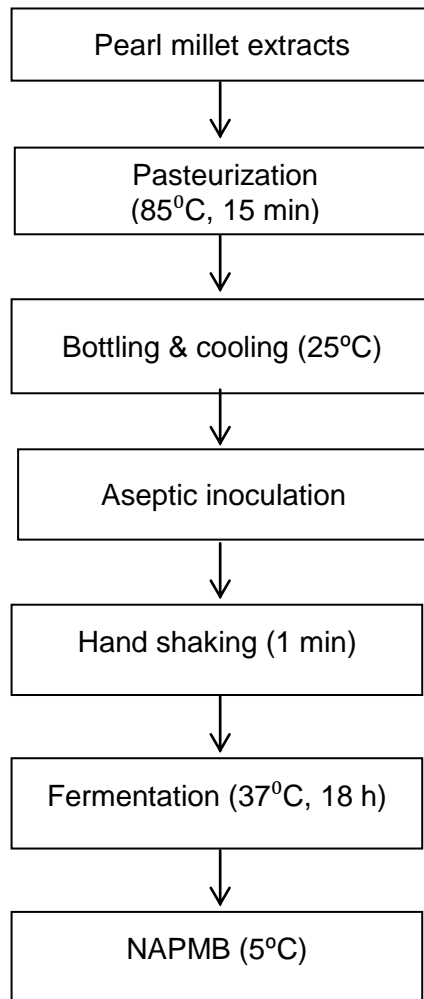 Pearl millet extracts
Pasteurization
(85⁰C, 15 min)
Bottling & cooling (25ºC)
Aseptic inoculation
Hand shaking (1 min)
Fermentation (37⁰C, 18 h)
NAPMB (5ºC)